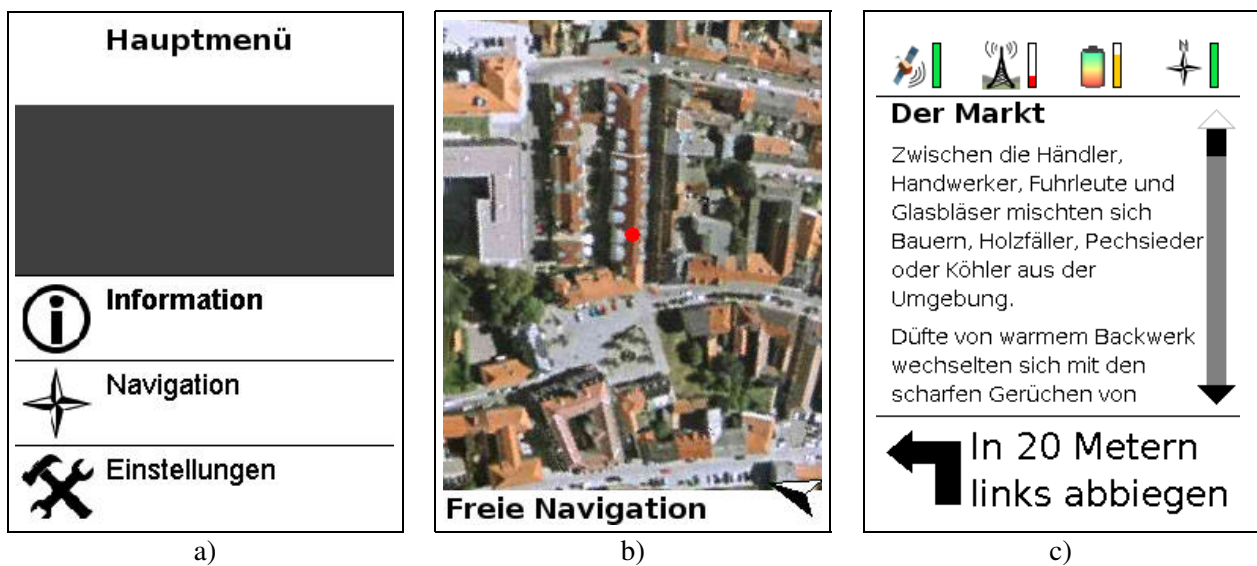 Hauptmenü
Information
Navigation
Einstellungen
a)
Freie Navigation
b)
N
Der Markt
Zwischen die Händler,
Handwerker, Fuhrleute und
Glasbläser mischten sich
Bauern, Holzfäller, Pechsieder
oder Köhler aus der
Umgebung.
Düfte von warmem Backwerk
wechselten sich mit den
scharfen Gerüchen von
In 20 Metern
links abbiegen
c)